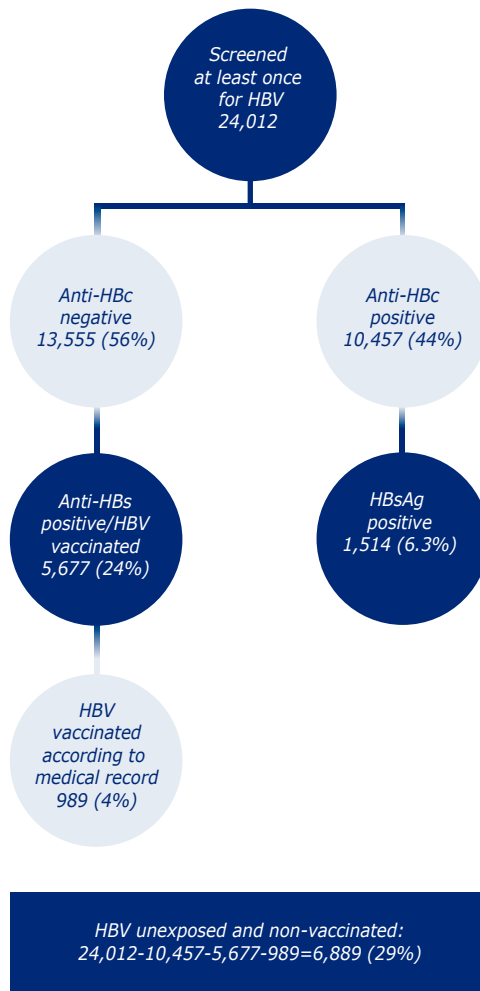 Screened
at least once
for HBV
24,012
Anti-HBc
negative
13,555 (56%)
Anti-HBc
positive
10,457 (44%)
Anti-HBs
positive/HBV
vaccinated
5,677 (24%)
HBsAg
positive
1,514 (6.3%)
HBV
vaccinated
according to
medical record
989 (4%)
HBV unexposed and non-vaccinated:
24,012-10,457-5,677-989=6,889 (29%)